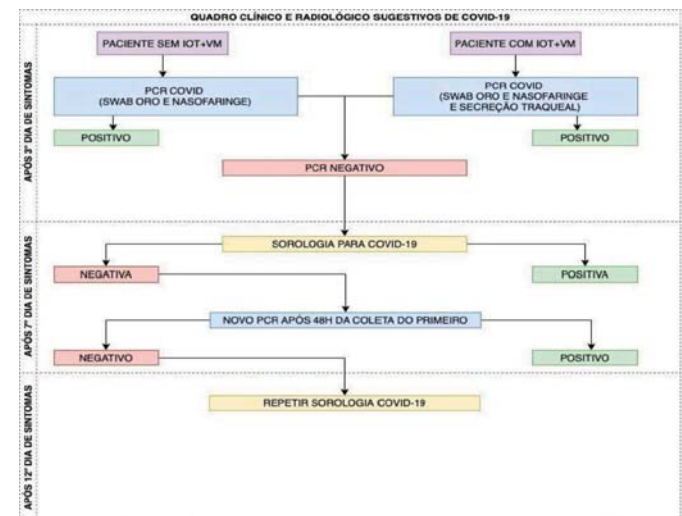 QUADRO CLÍNICO E RADIOLÓGICO SUGESTIVOS DE COVID-19
APÓS 3º DIA DE SINTOMAS
PACIENTE SEM IOT+VM
PACIENTE COM IOT+VM
PCR COVID
(SWAB ORO E NASOFARINGE)
PCR COVID
(SWAB ORO E NASOFARINGE
E SECREÇÃO TRAQUEAL)
POSITIVO
POSITIVO
PCR NEGATIVO
APÓS 7º DIA DE SINTOMAS
SOROLOGIA PARA COVID-19
NEGATIVA
POSITIVA
NOVO PCR APÓS 48H DA COLETA DO PRIMEIRO
NEGATIVO
POSITIVO
APÓS 12º DIA DE SINTOMAS
REPETIR SOROLOGIA COVID-19